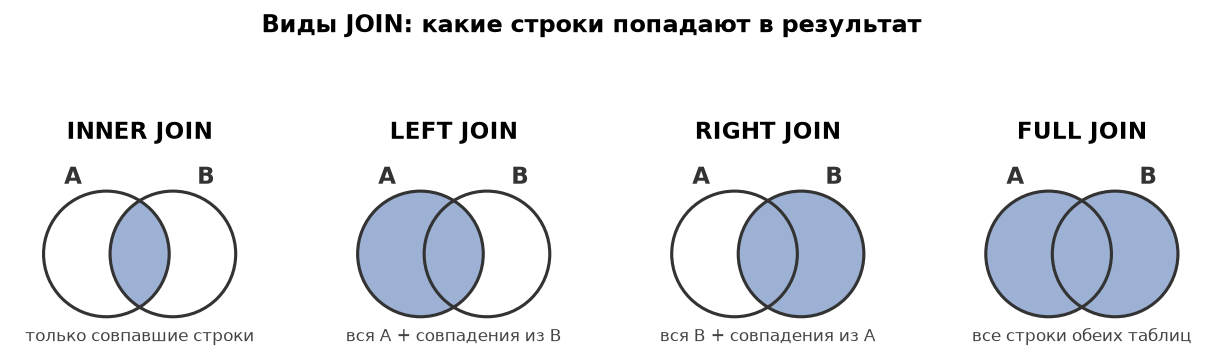 Виды JOIN: какие строки попадают в результат
INNER JOIN
A B
только совпавшие строки
LEFT JOIN
A B
вся A + совпадения из B
RIGHT JOIN
A B
вся B + совпадения из A
FULL JOIN
A B
все строки обеих таблиц